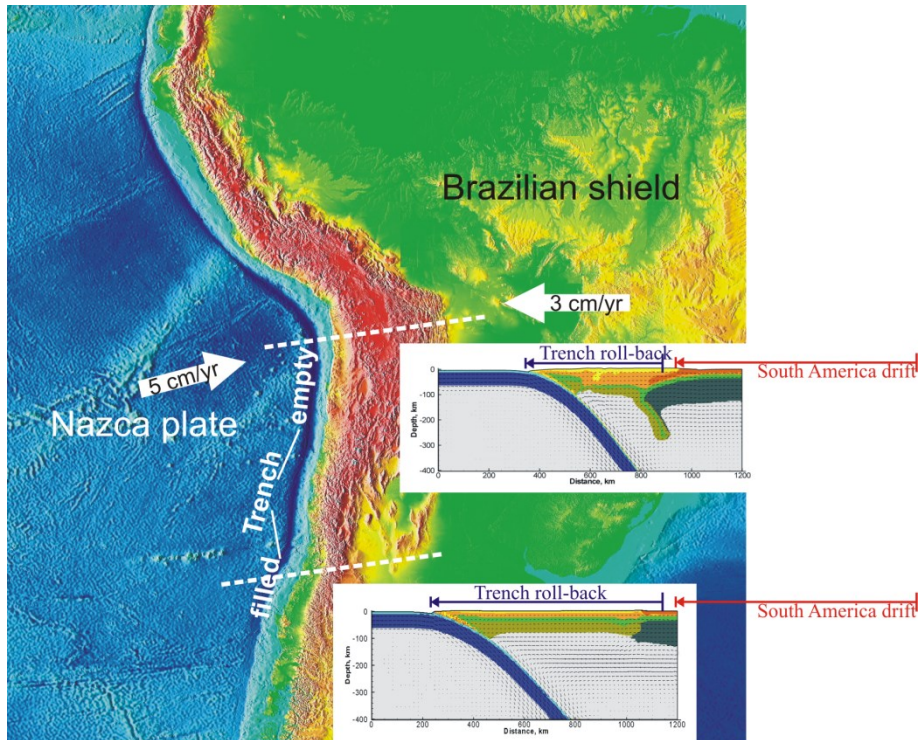 Brazilian shield
3 cm/yr
5 cm/yr
Nazca plate
filled Trench empty
Trench roll-back
South America drift
0
-100
-200
-300
-400
Depth, km
0 200 400 600 800 1000 1200
Distance, km
Trench roll-back
South America drift
0
-100
-200
-300
-400
Depth, km
0 200 400 600 800 1000 1200
Distance, km